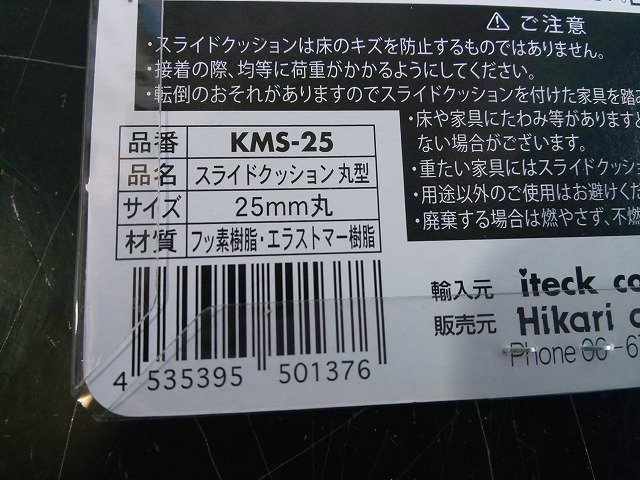 ⚠ ご注意
・スライドクッションは床のキズを防止するものではありません。
・接着の際、均等に荷重がかかるようにしてください。
・転倒のおそれがありますのでスライドクッションを付けた家具を踏
・床や家具にたわみ等がありますと
ない場合がございます。
・重たい家具にはスライドクッシ
・用途以外のご使用はお避けくだ
・廃棄する場合は燃やさず、不燃
品番 KMS-25
品名 スライドクッション 丸型
サイズ 25mm丸
材質 フッ素樹脂・エラストマー樹脂
輸入元 iteck co
販売元 Hikari
Phone 06-6
4 535395 501376